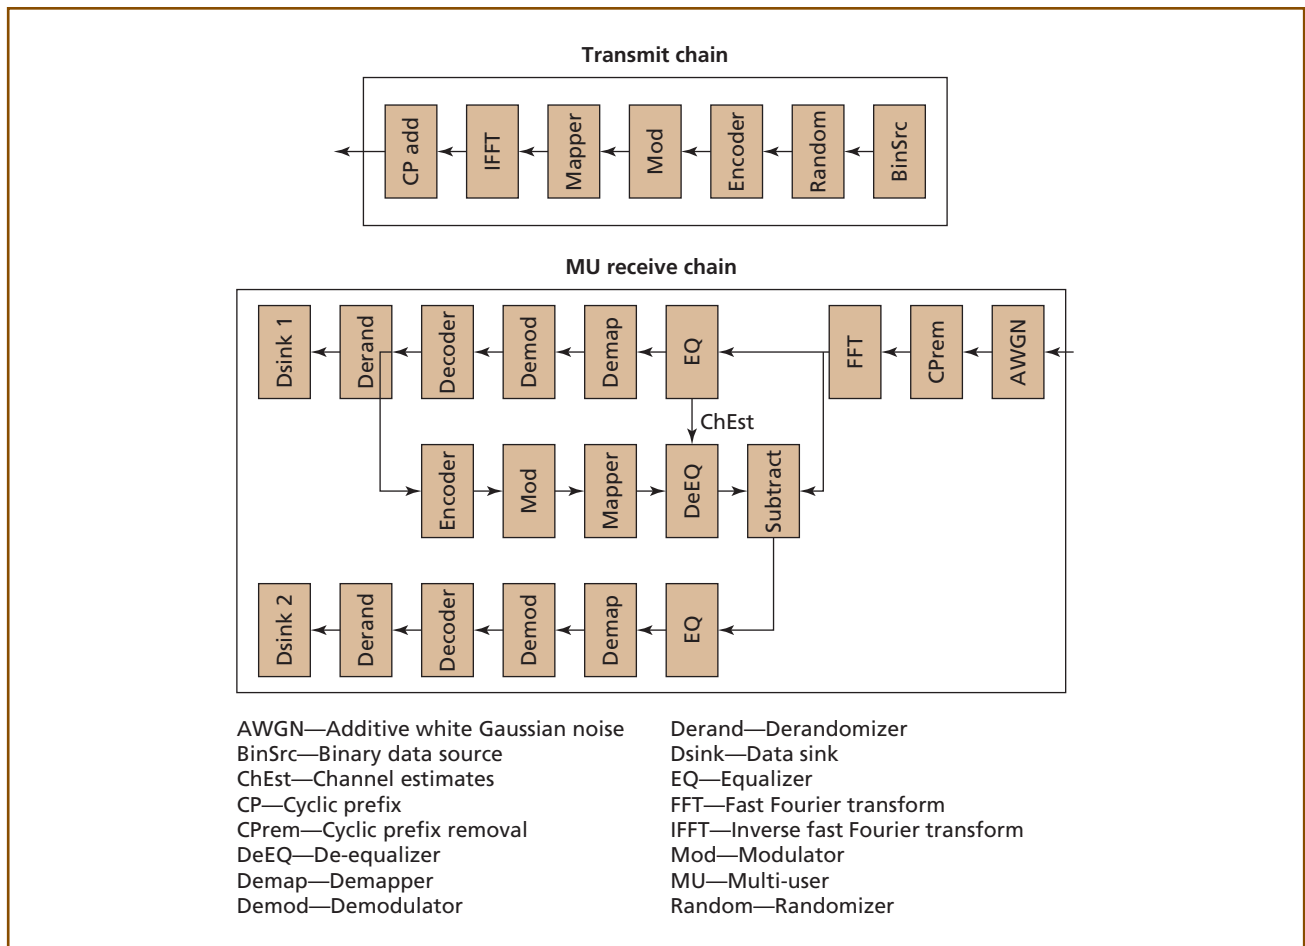 Transmit chain
CP add
IFFT
Mapper
Mod
Encoder
Random
BinSrc
MU receive chain
Dsink 1
Derand
Decoder
Demod
Demap
EQ
FFT
CPrem
AWGN
ChEst
Encoder
Mod
Mapper
DeEQ
Subtract
Dsink 2
Derand
Decoder
Demod
Demap
EQ
AWGN—Additive white Gaussian noise
BinSrc—Binary data source
ChEst—Channel estimates
CP—Cyclic prefix
CPrem—Cyclic prefix removal
DeEQ—De-equalizer
Demap—Demapper
Demod—Demodulator
Derand—Derandomizer
Dsink—Data sink
EQ—Equalizer
FFT—Fast Fourier transform
IFFT—Inverse fast Fourier transform
Mod—Modulator
MU—Multi-user
Random—Randomizer